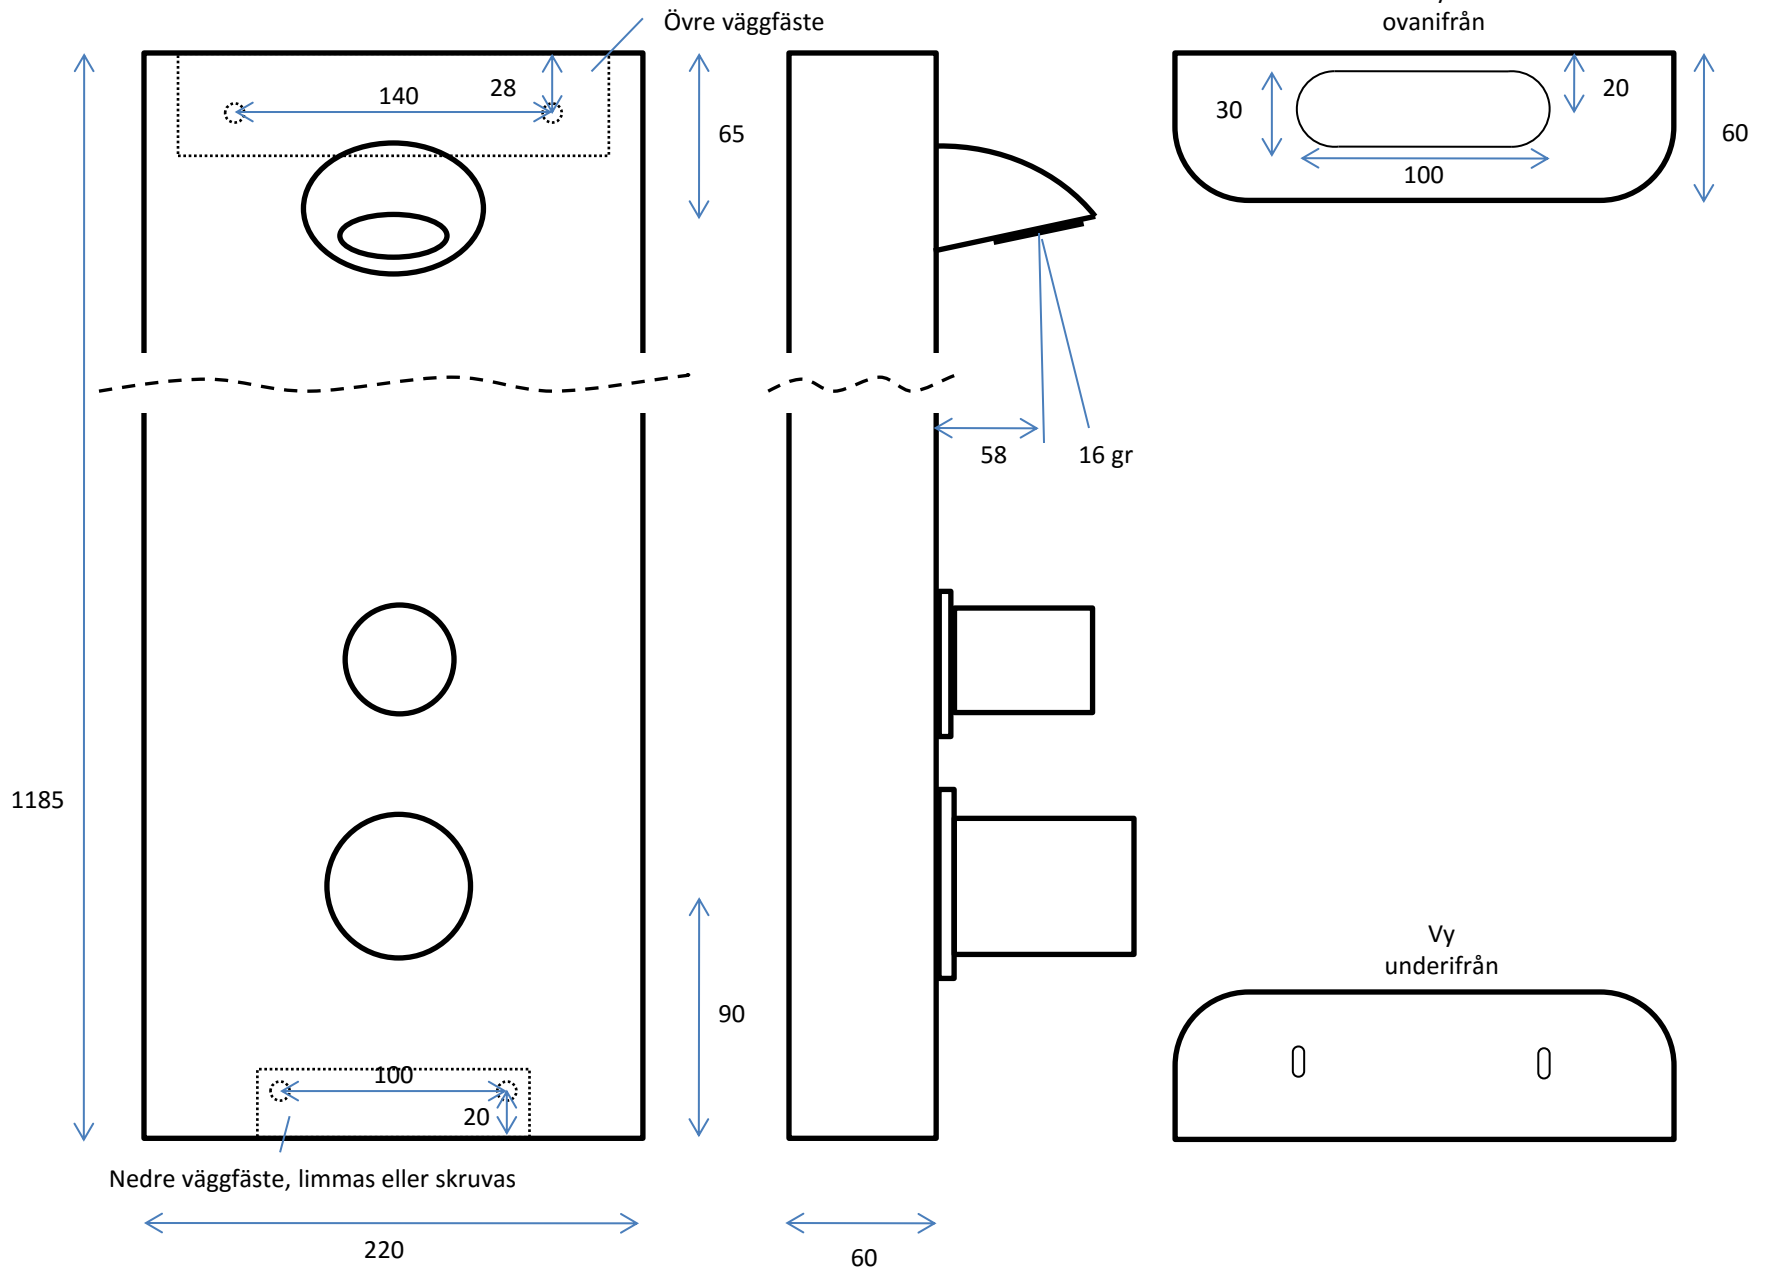 Övre väggfäste
ovanifrån
28
140
20
30
65
60
100
58
16 gr
1185
Vy
underifrån
90
100
20
Nedre väggfäste, limmas eller skruvas
220
60